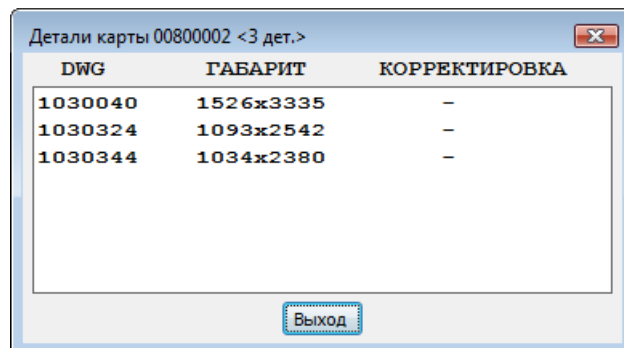 Детали карты 00800002 <3 дет.>
DWG ГАБАРИТ КОРРЕКТИРОВКА
1030040 1526x3335 –
1030324 1093x2542 –
1030344 1034x2380 –
Выход